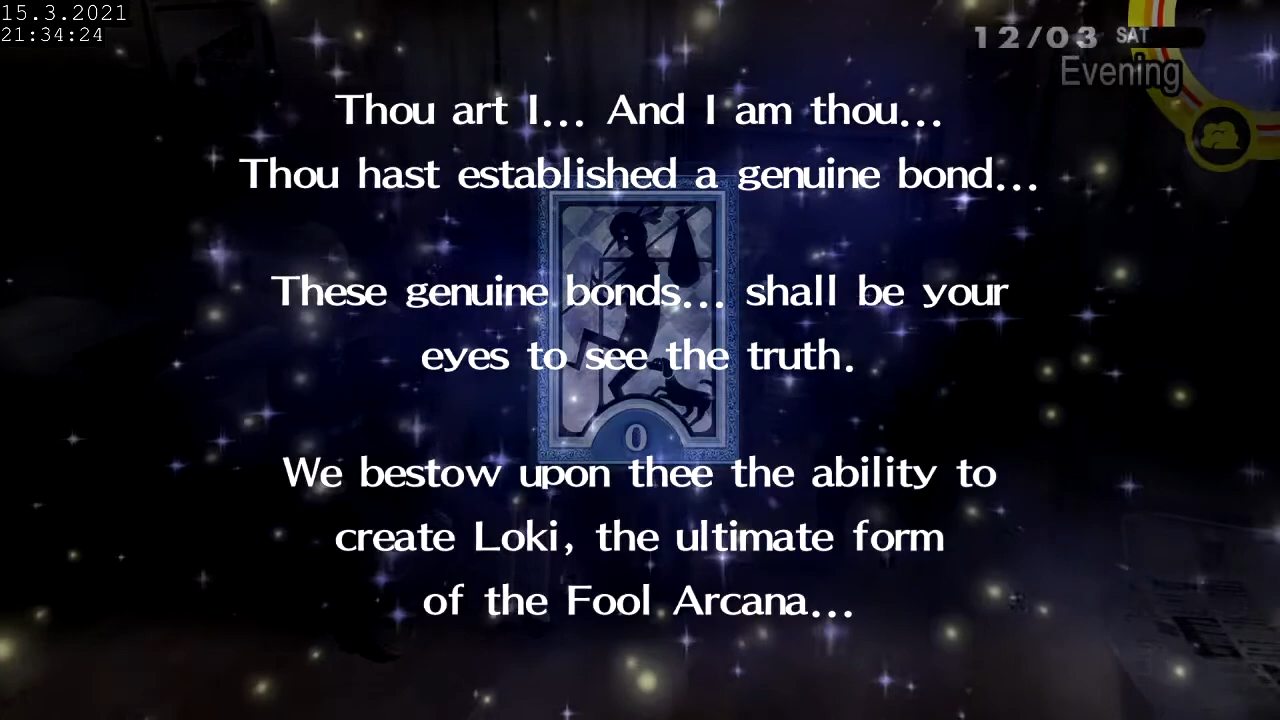 15.3.2021
21:34:24
12/03 SAT
Evening
Thou art I... And I am thou...
Thou hast established a genuine bond...
These genuine bonds... shall be your
eyes to see the truth.
0
We bestow upon thee the ability to
create Loki, the ultimate form
of the Fool Arcana...